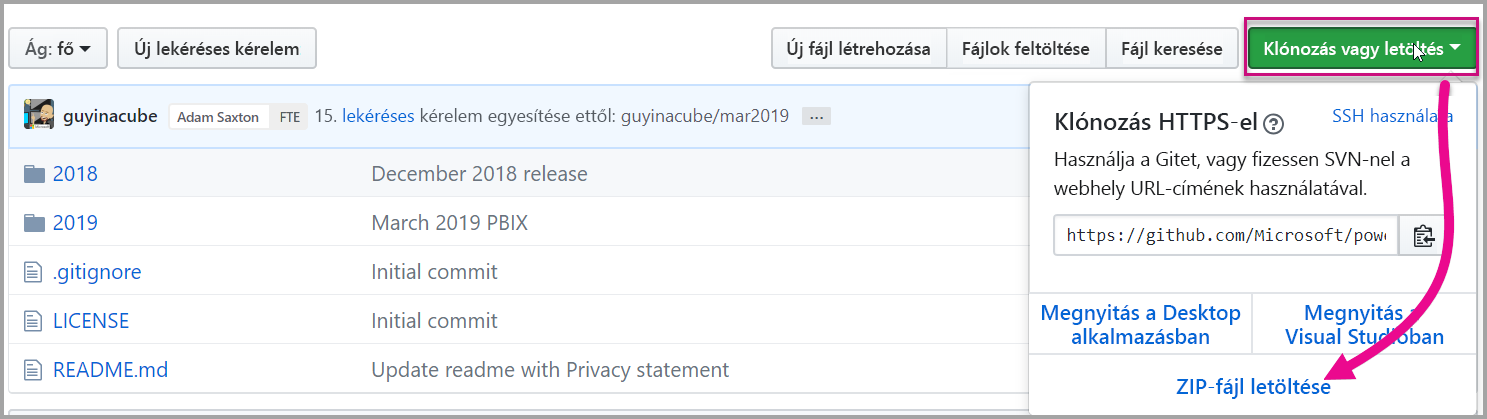 Ág: fő
Új lekéréses kérelem
Új fájl létrehozása
Fájlok feltöltése
Fájl keresése
Klónozás vagy letöltés
guyinacube Adam Saxton FTE 15. lekéréses kérelem egyesítése ettől: guyinacube/mar2019 ...
2018 December 2018 release
2019 March 2019 PBIX
.gitignore Initial commit
LICENSE Initial commit
README.md Update readme with Privacy statement
Klónozás HTTPS-el ?
SSH használata
Használja a Gitet, vagy fizessen SVN-nel a
webhely URL-címének használatával.
https://github.com/Microsoft/powe
Megnyitás a Desktop
alkalmazásban
Megnyitás a
Visual Studióban
ZIP-fájl letöltése